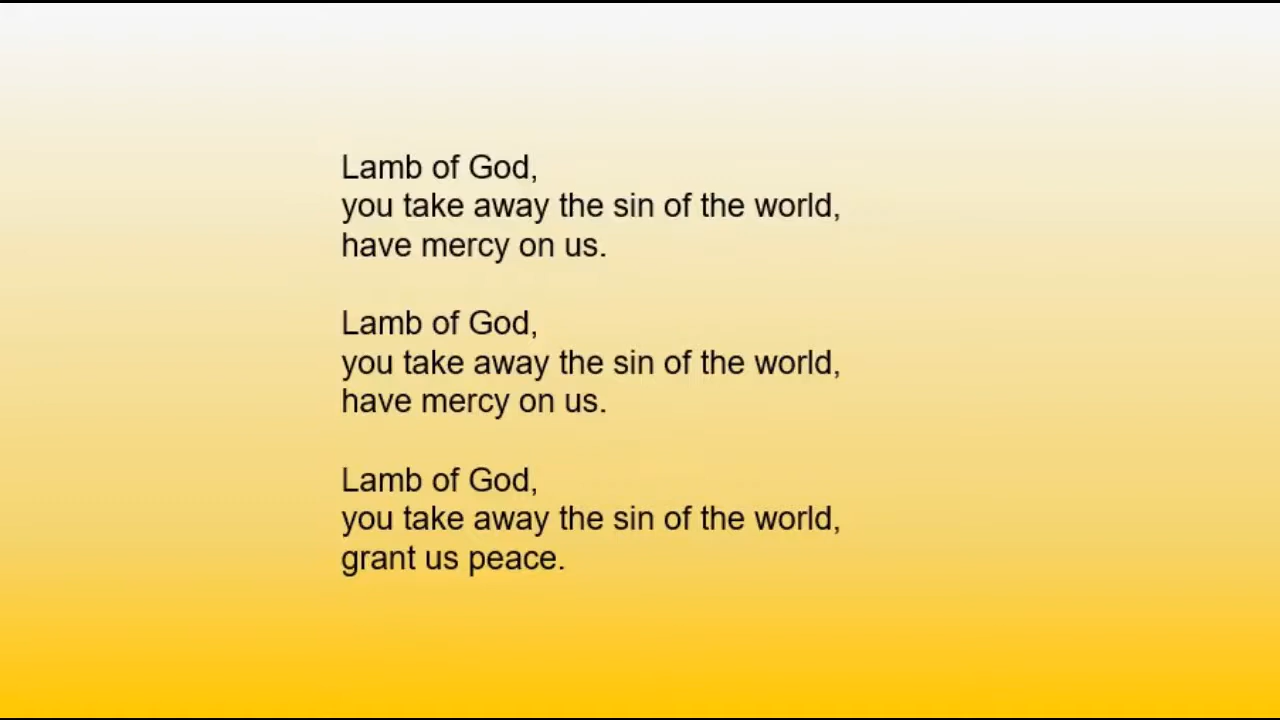 Lamb of God,
you take away the sin of the world,
have mercy on us.
Lamb of God,
you take away the sin of the world,
have mercy on us.
Lamb of God,
you take away the sin of the world,
grant us peace.